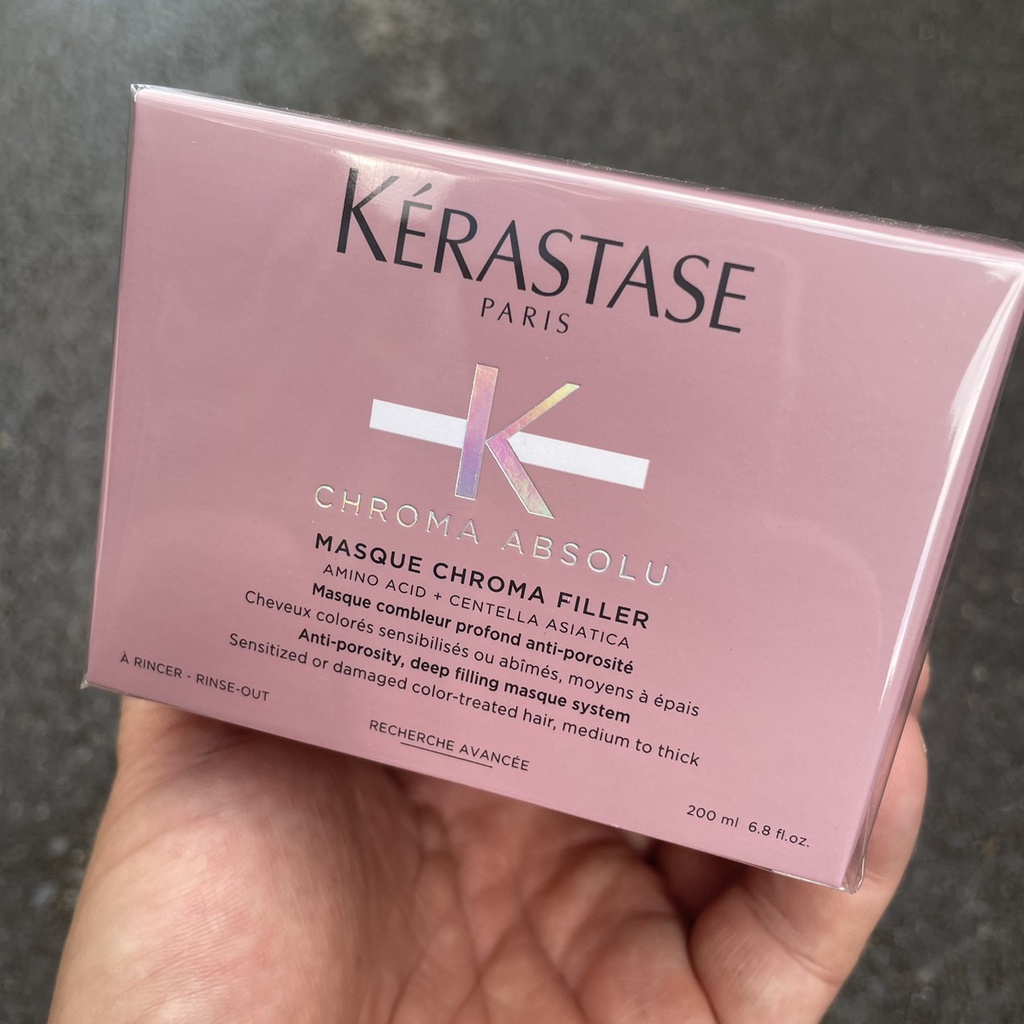 KÉRASTASE
PARIS
K
CHROMA ABSOLU
MASQUE CHROMA FILLER
AMINO ACID + CENTELLA ASIATICA
Masque combleur profond anti-porosité
Cheveux colorés sensibilisés ou abîmés, moyens à épais
Anti-porosity, deep filling masque system
Sensitized or damaged color-treated hair, medium to thick
À RINCER - RINSE-OUT
RECHERCHE AVANCÉE
200 ml 6.8 fl.oz.